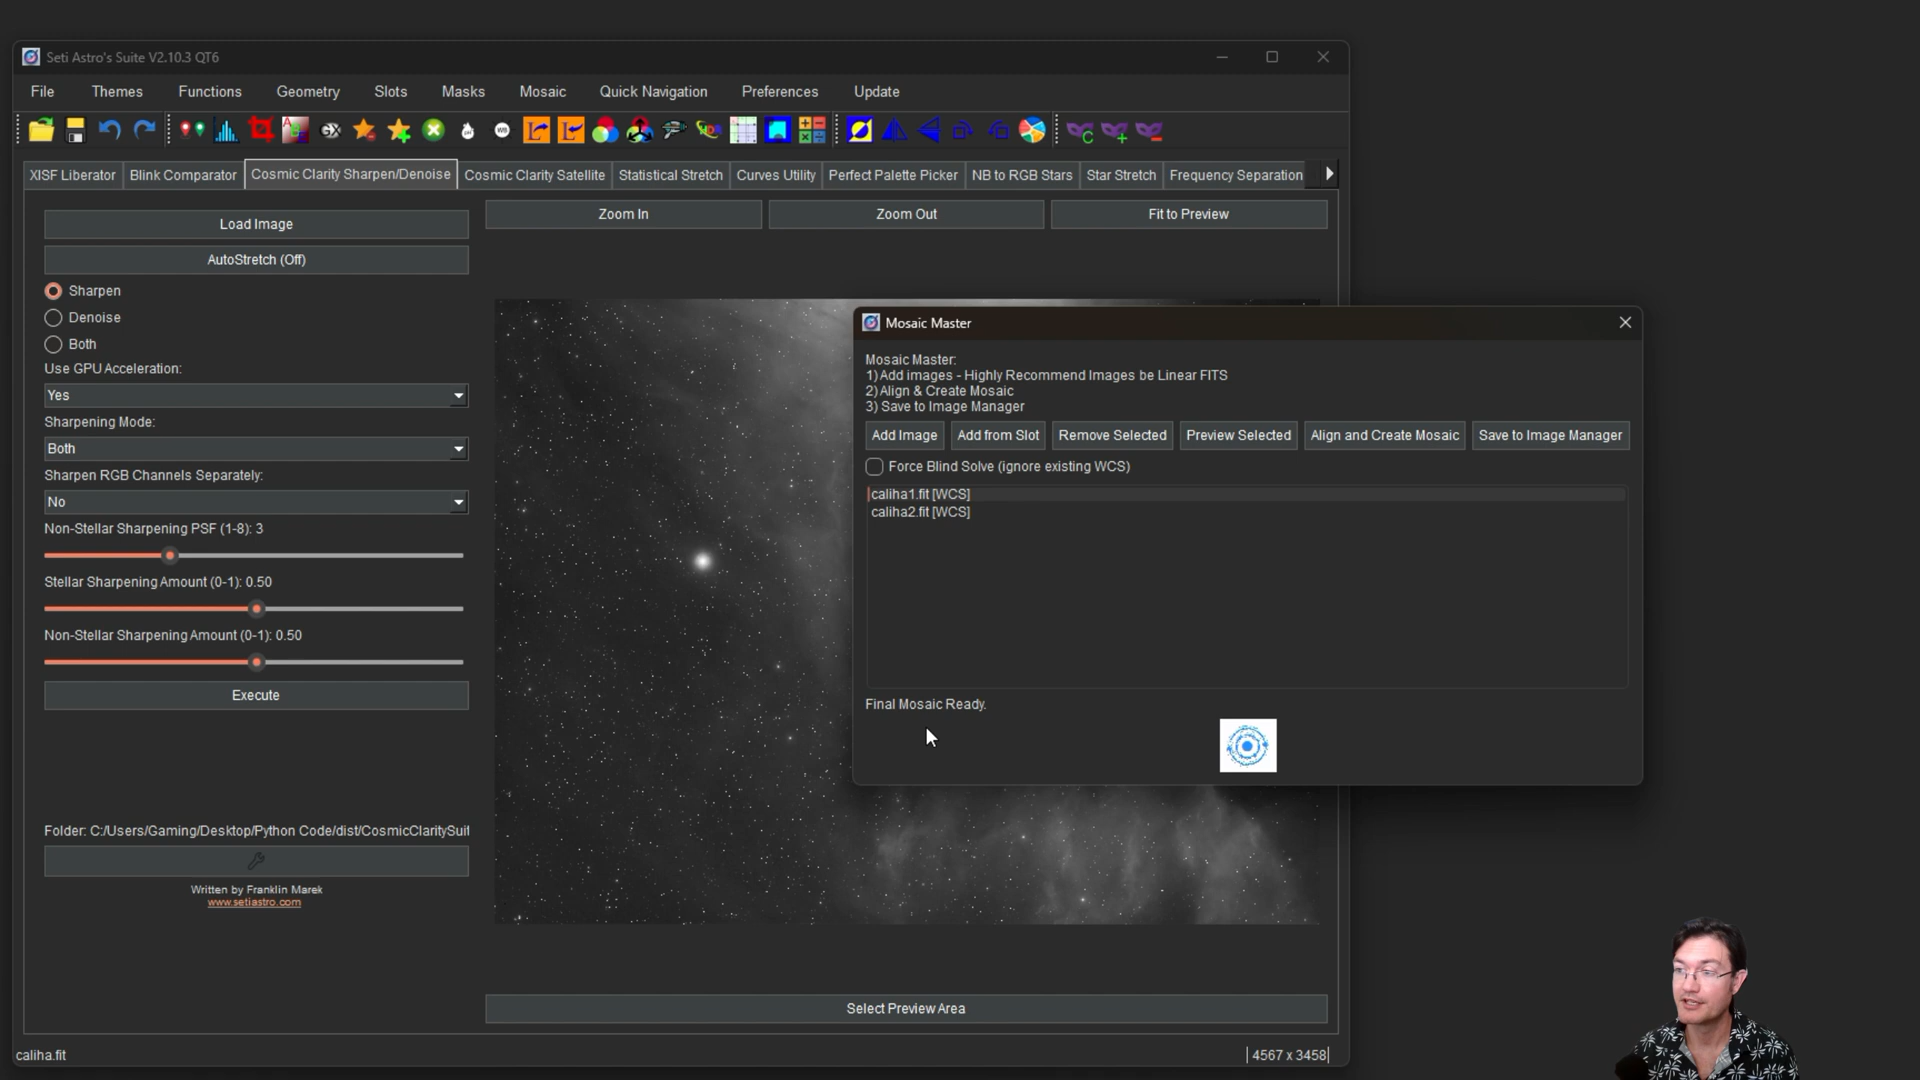 Seti Astro's Suite V2.10.3 QT6
File Themes Functions Geometry Slots Masks Mosaic Quick Navigation Preferences Update
XISF Liberator Blink Comparator Cosmic Clarity Sharpen/Denoise Cosmic Clarity Satellite Statistical Stretch Curves Utility Perfect Palette Picker NB to RGB Stars Star Stretch Frequency Separation
Load Image
Zoom In Zoom Out Fit to Preview
AutoStretch (Off)
Sharpen
Denoise
Both
Use GPU Acceleration:
Yes
Sharpening Mode:
Both
Sharpen RGB Channels Separately:
No
Non-Stellar Sharpening PSF (1-8): 3
Stellar Sharpening Amount (0-1): 0.50
Non-Stellar Sharpening Amount (0-1): 0.50
Execute
Folder: C:/Users/Gaming/Desktop/Python Code/dist/CosmicClaritySuit
Written by Franklin Marek
www.setiastro.com
Mosaic Master
Mosaic Master:
1) Add images - Highly Recommend Images be Linear FITS
2) Align & Create Mosaic
3) Save to Image Manager
Add Image Add from Slot Remove Selected Preview Selected Align and Create Mosaic Save to Image Manager
Force Blind Solve (ignore existing WCS)
caliha1.fit [WCS]
caliha2.fit [WCS]
Final Mosaic Ready.
Select Preview Area
caliha.fit
4567 x 3458